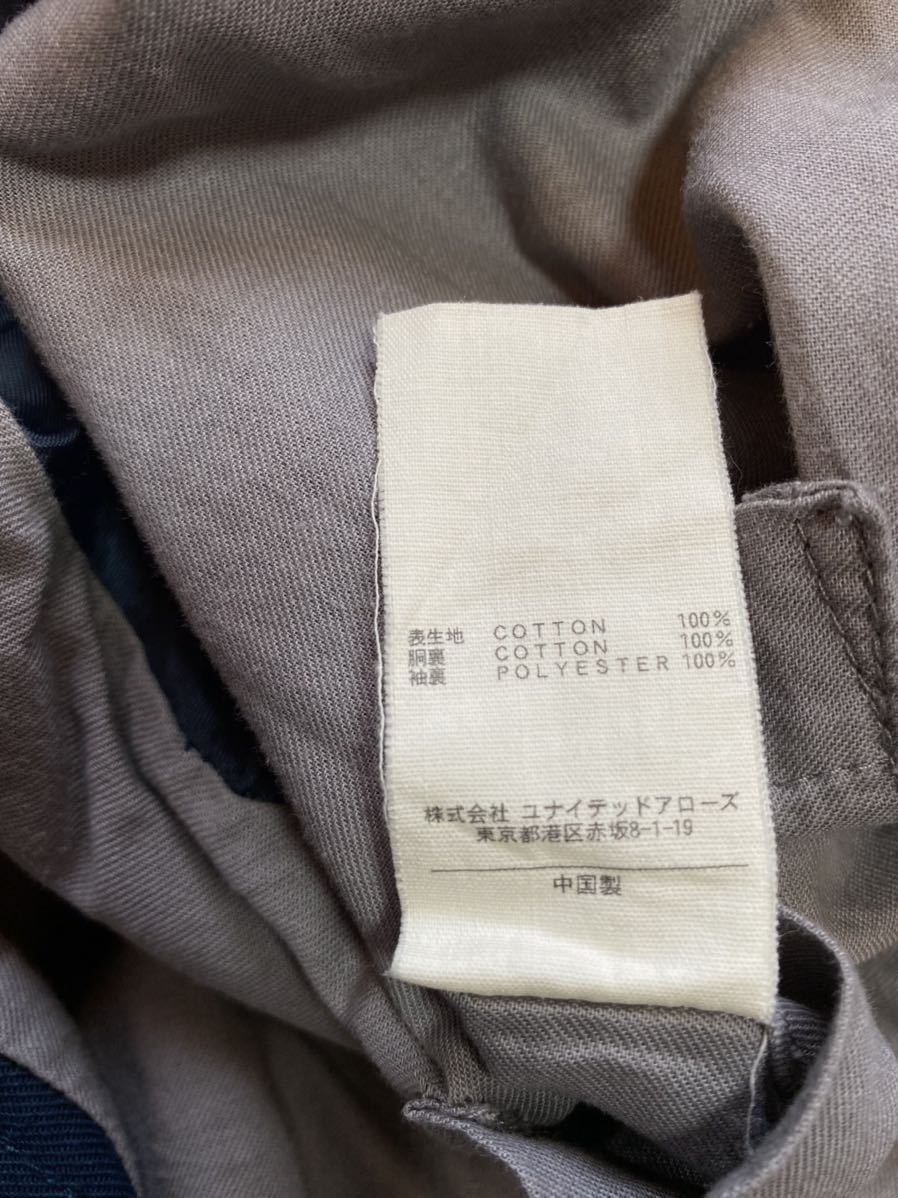 表生地 COTTON 100%
胴裏 COTTON 100%
袖裏 POLYESTER 100%
株式会社 ユナイテッドアローズ
東京都港区赤坂8-1-19
中国製